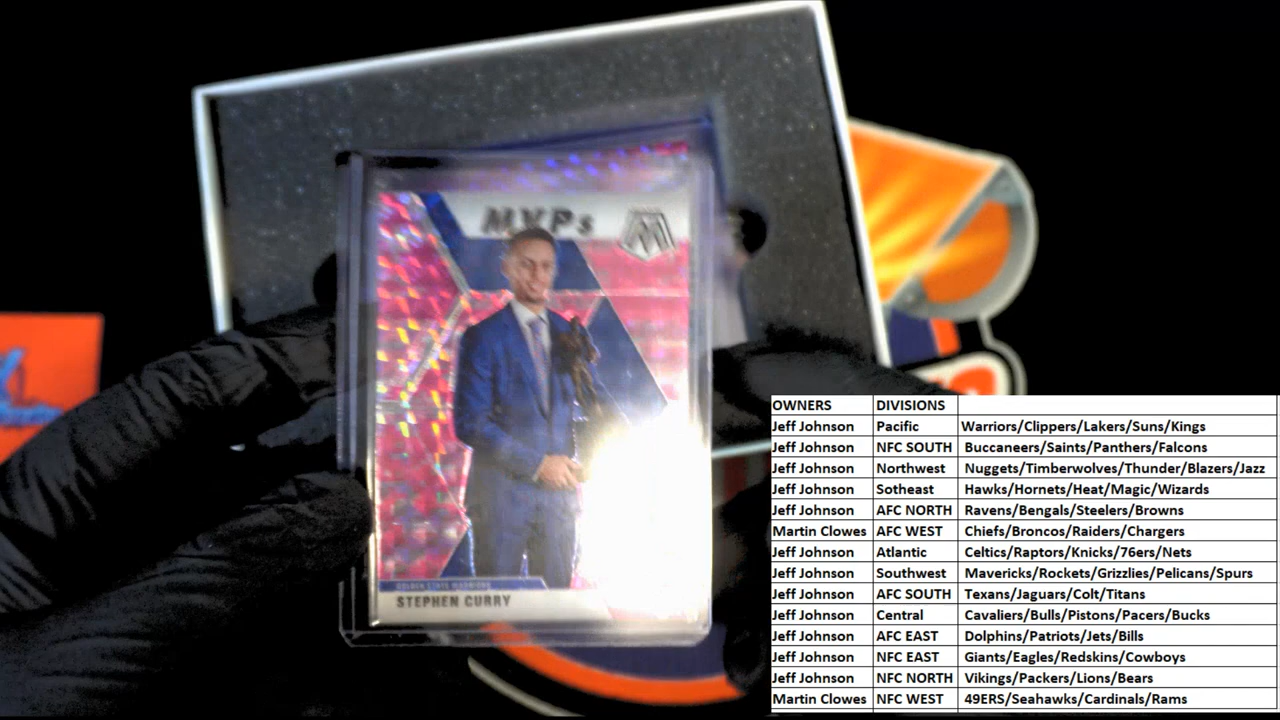 MVPs
GOLDEN STATE WARRIORS
STEPHEN CURRY
OWNERS DIVISIONS
Jeff Johnson Pacific Warriors/Clippers/Lakers/Suns/Kings
Jeff Johnson NFC SOUTH Buccaneers/Saints/Panthers/Falcons
Jeff Johnson Northwest Nuggets/Timberwolves/Thunder/Blazers/Jazz
Jeff Johnson Sotheast Hawks/Hornets/Heat/Magic/Wizards
Jeff Johnson AFC NORTH Ravens/Bengals/Steelers/Browns
Martin Clowes AFC WEST Chiefs/Broncos/Raiders/Chargers
Jeff Johnson Atlantic Celtics/Raptors/Knicks/76ers/Nets
Jeff Johnson Southwest Mavericks/Rockets/Grizzlies/Pelicans/Spurs
Jeff Johnson AFC SOUTH Texans/Jaguars/Colt/Titans
Jeff Johnson Central Cavaliers/Bulls/Pistons/Pacers/Bucks
Jeff Johnson AFC EAST Dolphins/Patriots/Jets/Bills
Jeff Johnson NFC EAST Giants/Eagles/Redskins/Cowboys
Jeff Johnson NFC NORTH Vikings/Packers/Lions/Bears
Martin Clowes NFC WEST 49ERS/Seahawks/Cardinals/Rams